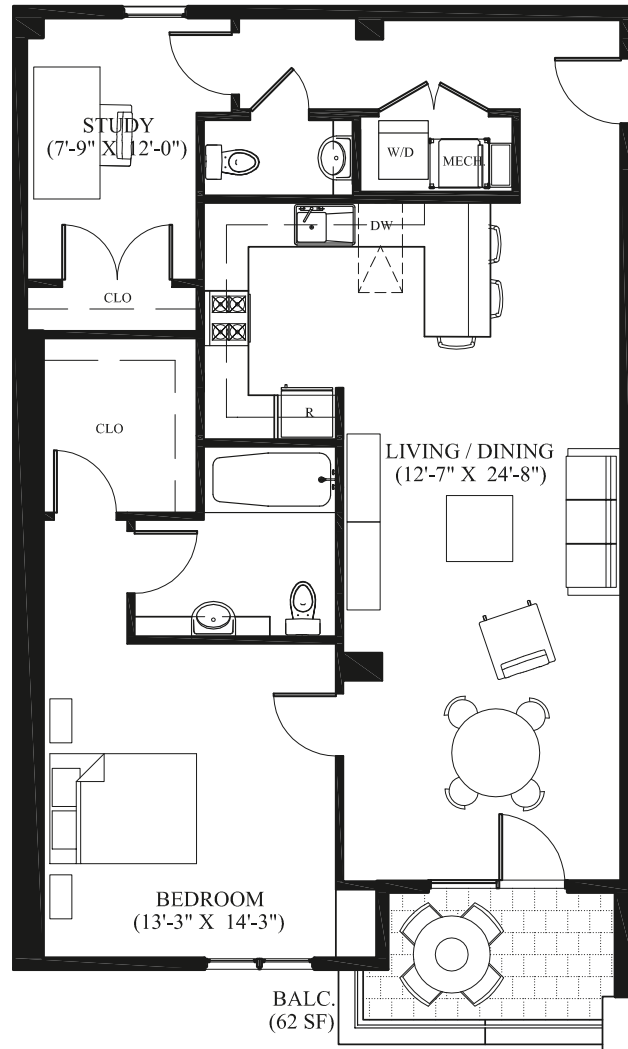 STUDY
(7'-9" X 12'-0")
W/D
MECH.
DW
CLO
R
CLO
LIVING / DINING
(12'-7" X 24'-8")
BEDROOM
(13'-3" X 14'-3")
BALC.
(62 SF)